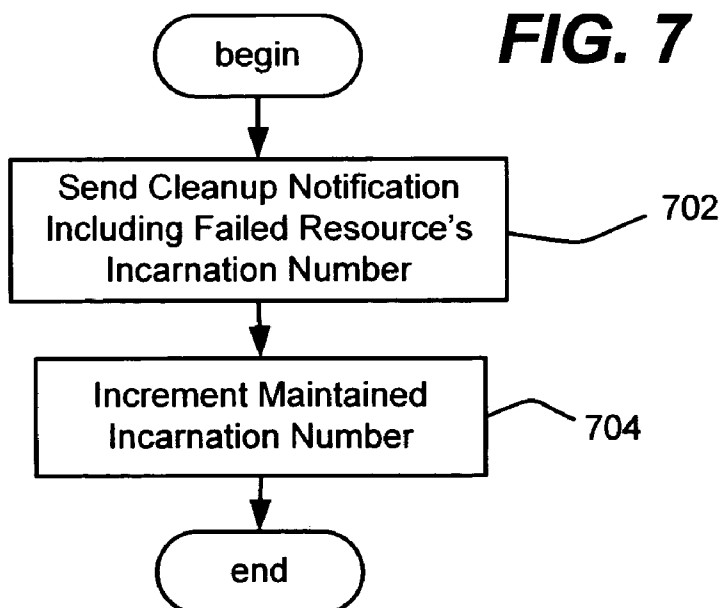 FIG. 7
begin
Send Cleanup Notification
Including Failed Resource's
Incarnation Number
702
Increment Maintained
Incarnation Number
704
end